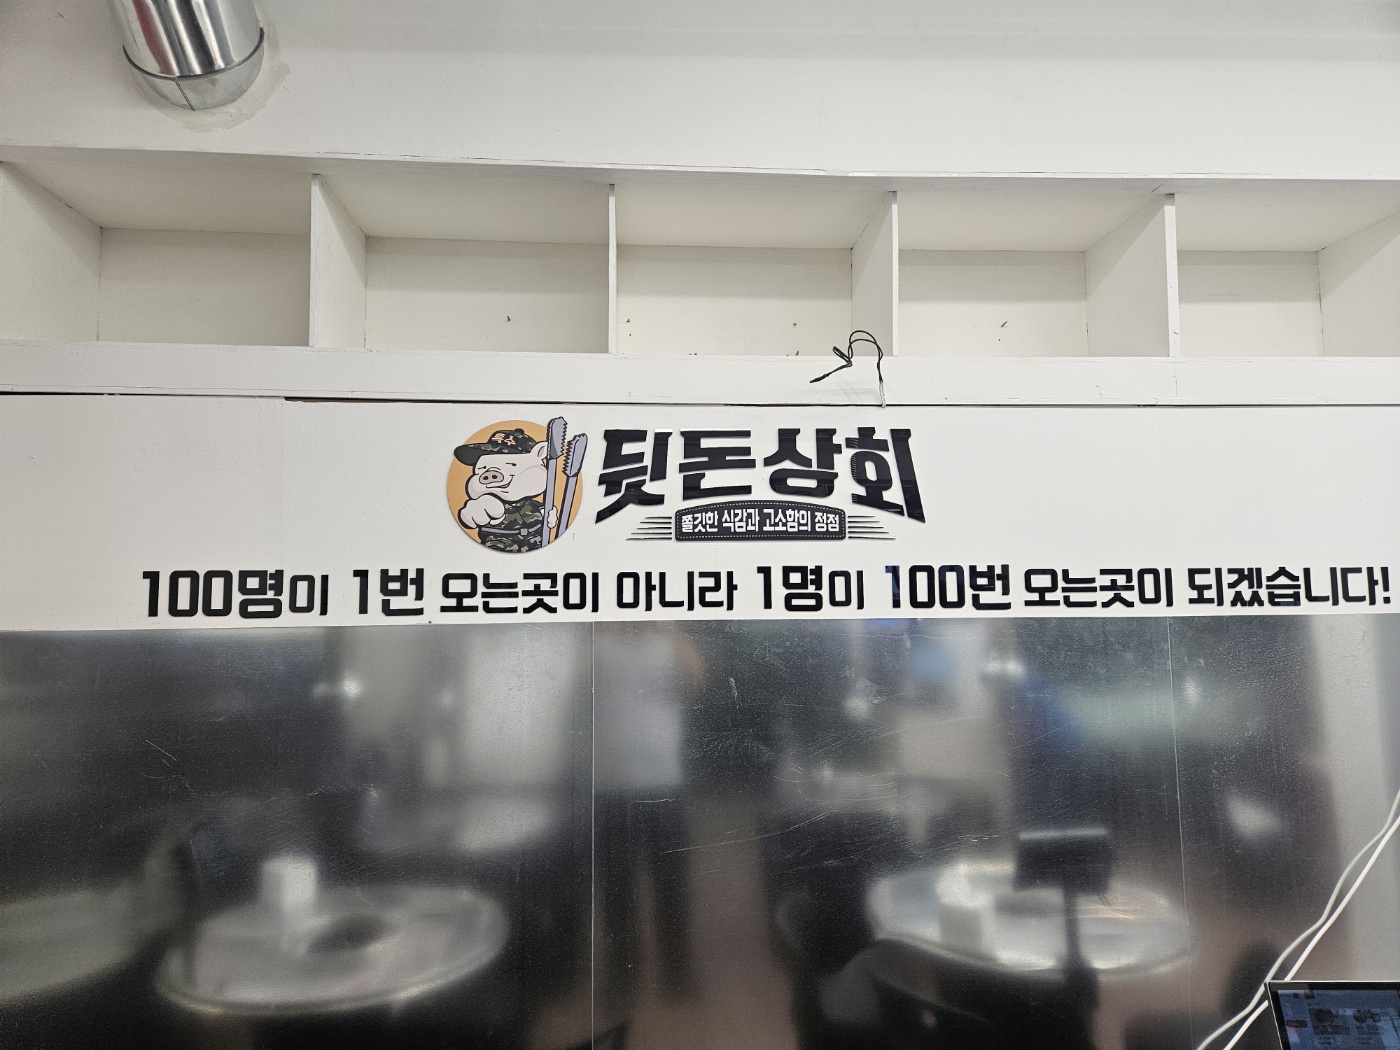 특수
뒷돈상회
쫄깃한 식감과 고소함의 정점
100명이 1번 오는곳이 아니라 1명이 100번 오는곳이 되겠습니다!